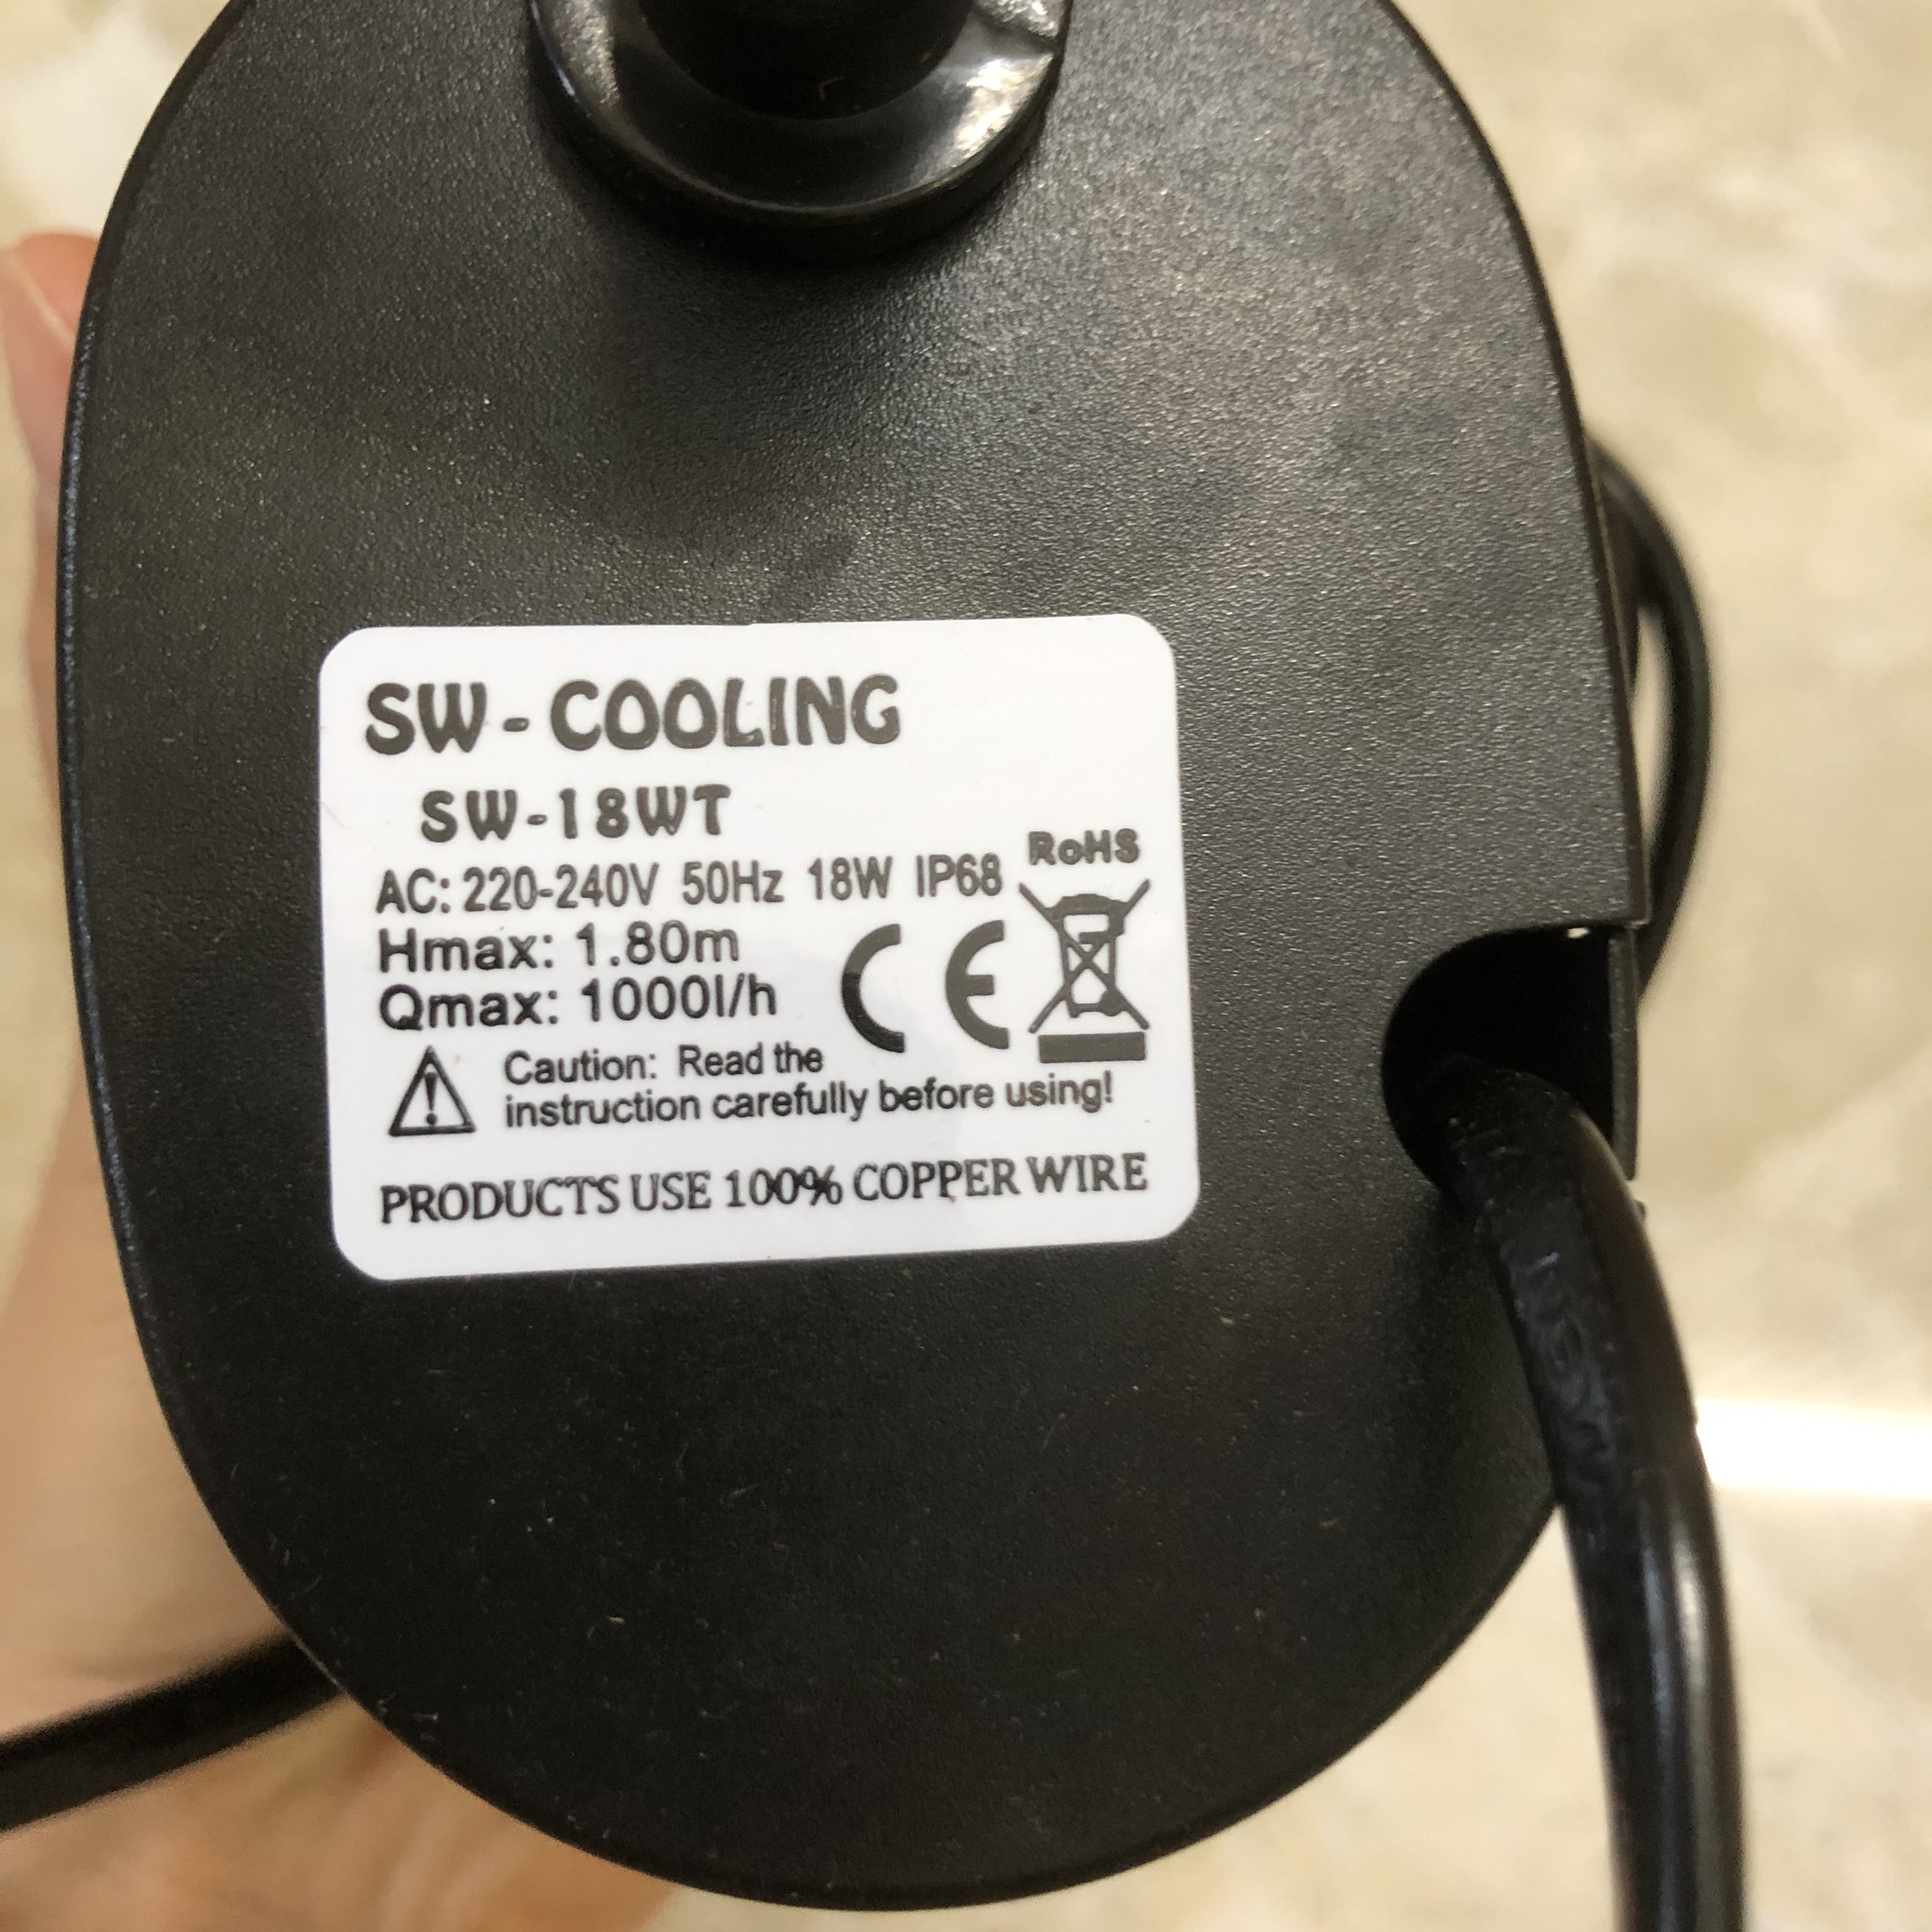 SW-COOLING
SW-18WT
AC: 220-240V 50Hz 18W IP68
RoHS
Hmax: 1.80m
Qmax: 1000l/h
CE
Caution: Read the
instruction carefully before using!
PRODUCTS USE 100% COPPER WIRE